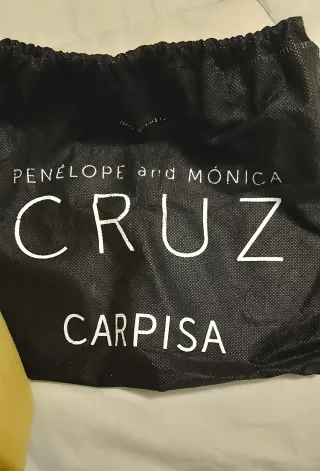 PENÉLOPE and MÓNICA
CRUZ
CARPISA